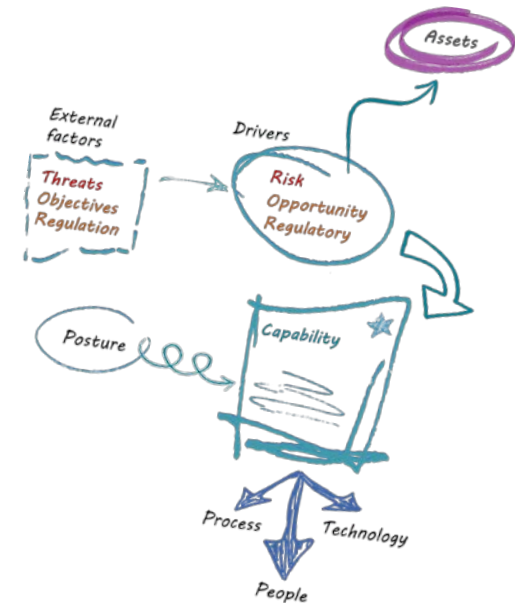 Assets
External
factors
Drivers
Threats
Objectives
Regulation
Risk
Opportunity
Regulatory
Capability
Posture
Process
Technology
People